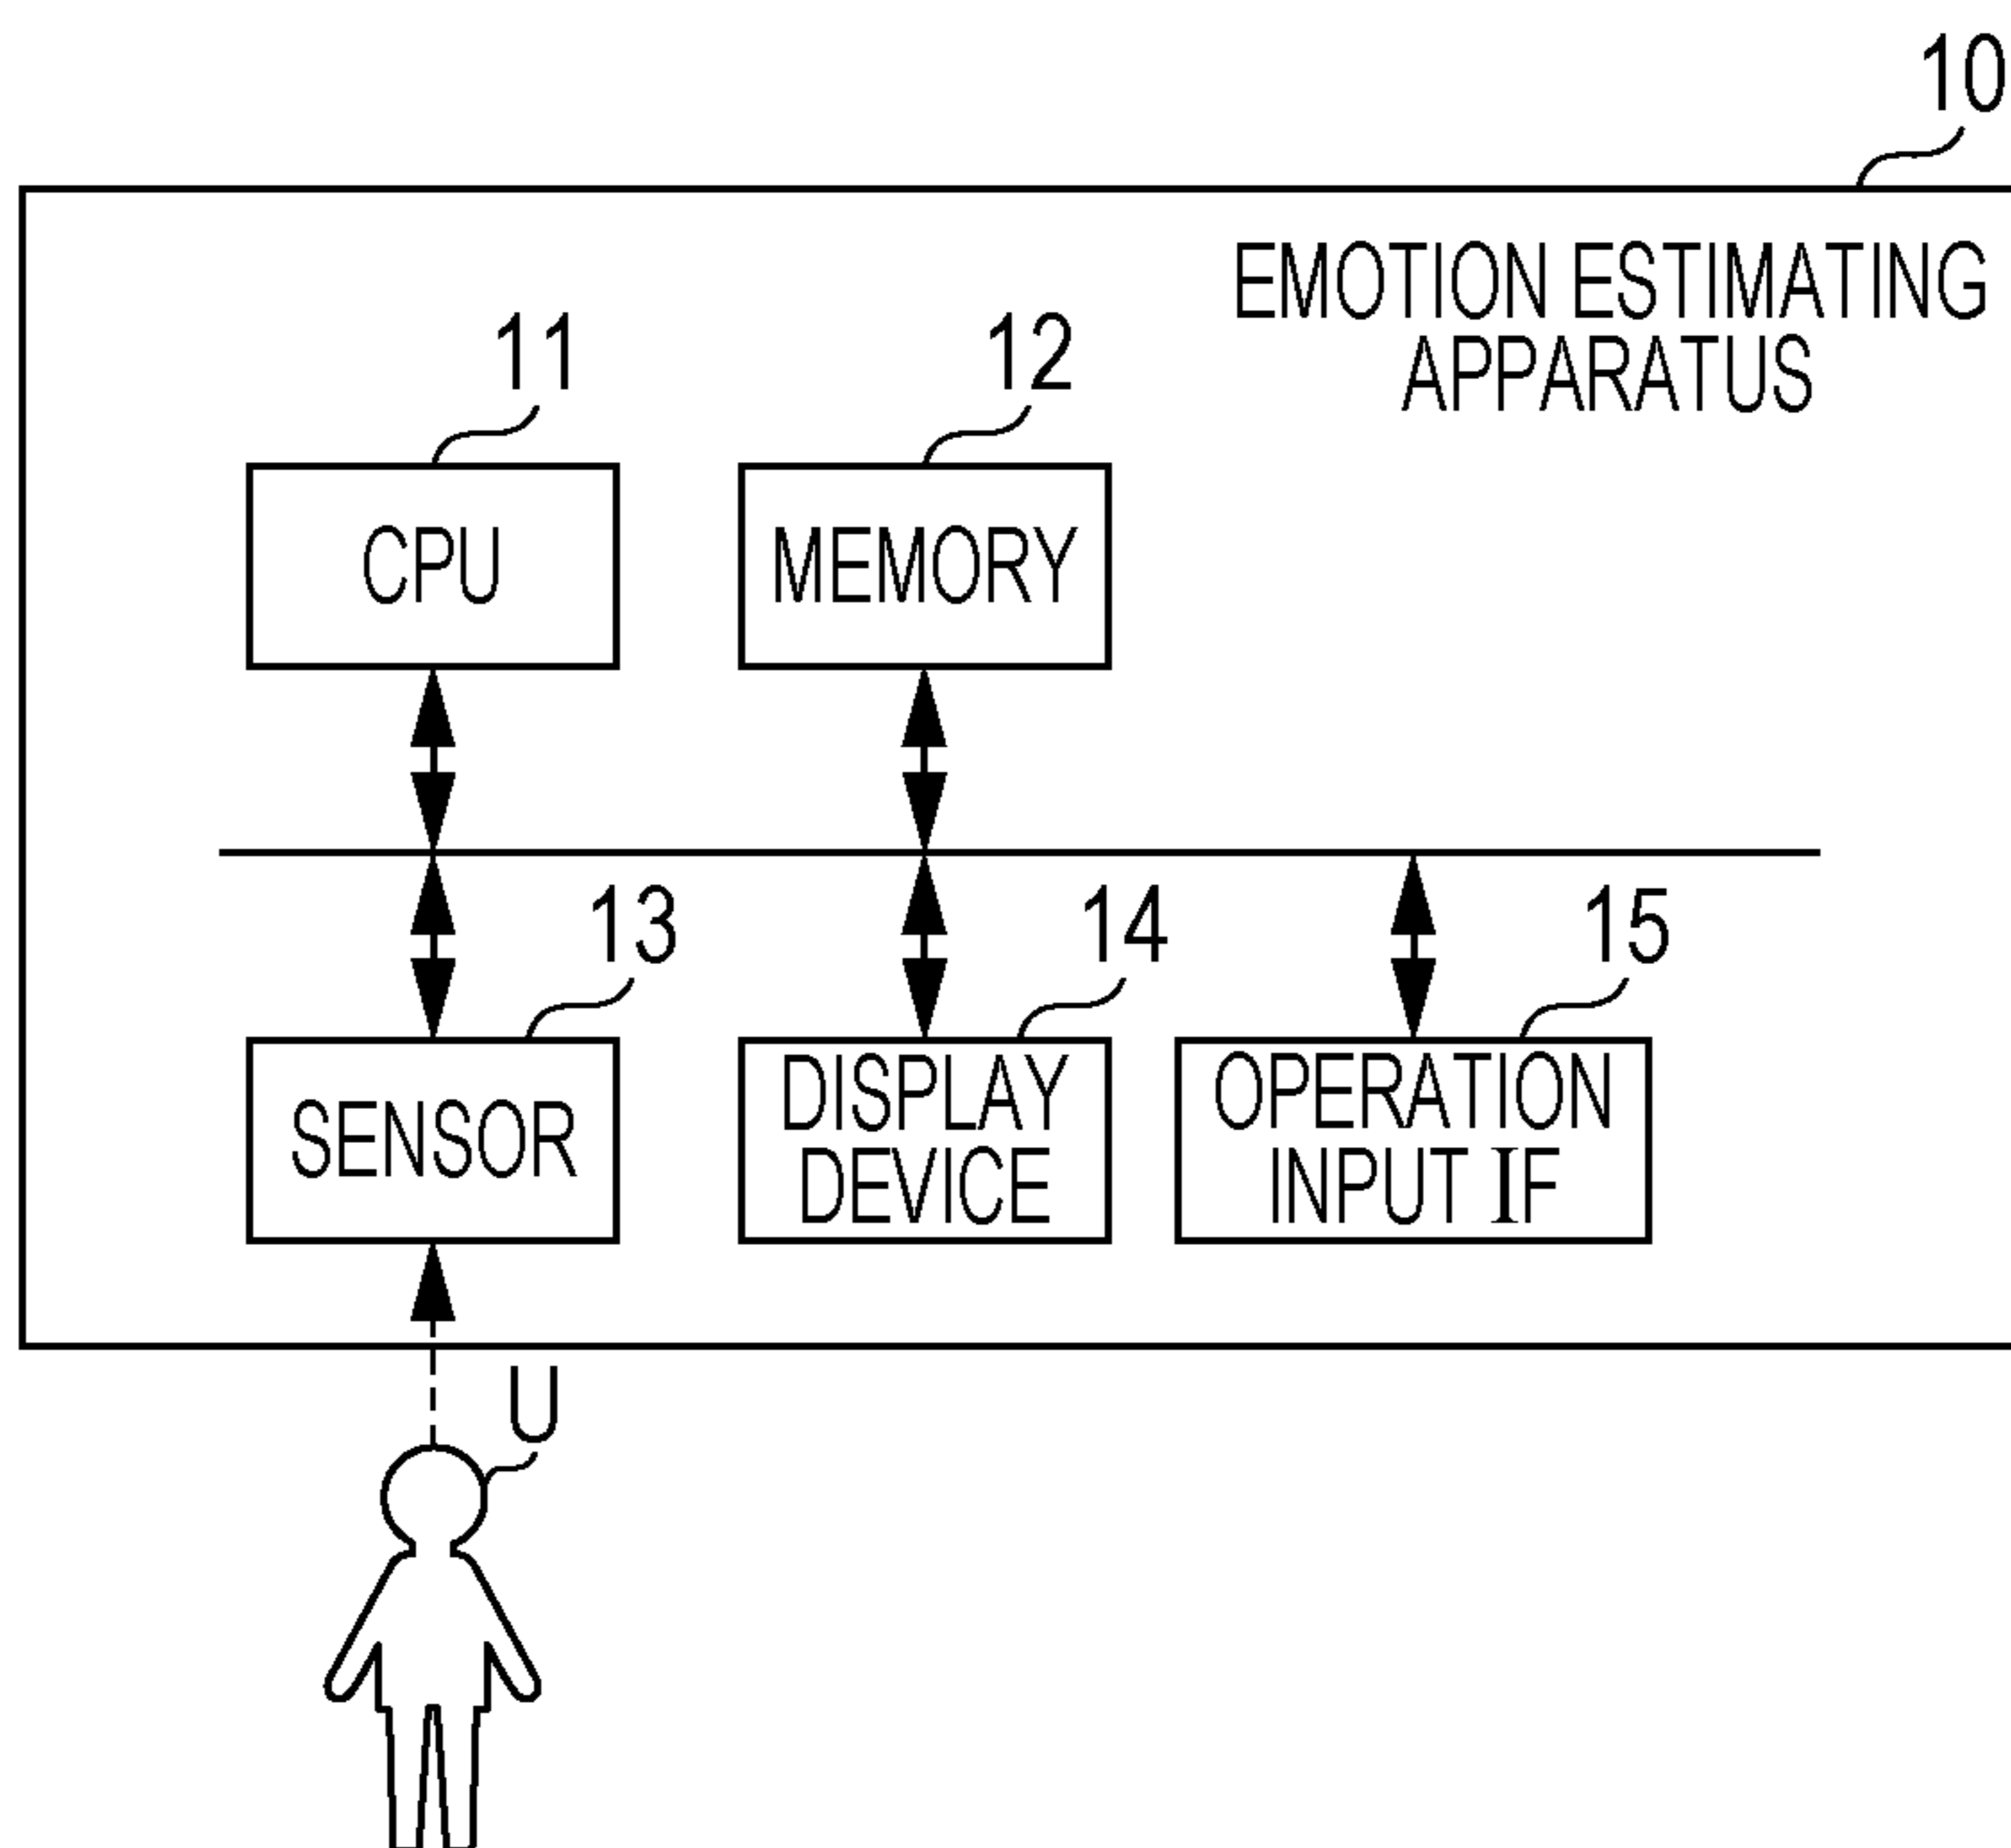 10
EMOTION ESTIMATING
APPARATUS
11
12
CPU
MEMORY
13
14
15
SENSOR
DISPLAY
DEVICE
OPERATION
INPUT IF
U